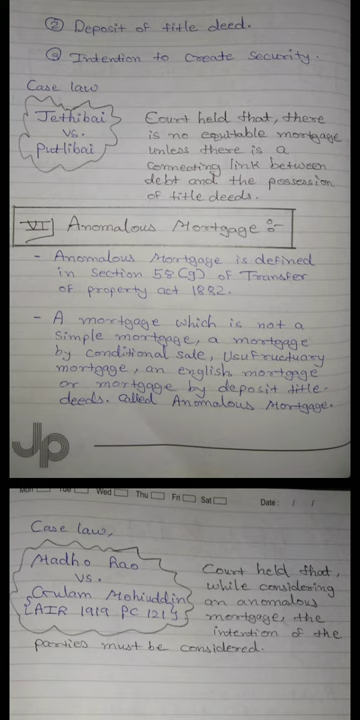 ② Deposit of title deed.
③ Intention to create security.
Case law
Jethibai
vs.
Putlibai
Court held that, there
is no equitable mortgage
unless there is a
connecting link between
debt and the possession
of title deeds.
VI Anomalous Mortgage :-
- Anomalous Mortgage is defined
in Section 58(g) of Transfer
of property act 1882.
- A mortgage which is not a
simple mortgage, a mortgage
by conditional sale, Usufructuary
mortgage, an english mortgage
or mortgage by deposit title-
deeds. Called Anomalous Mortgage.
Jp
Mon Tue Wed Thu Fri Sat Date: / /
Case law,
Madho Rao
vs.
Gulam Mohiuddin
{AIR 1919 PC 121}
Court held that,
while considering
an anomalous
mortgage, the
intention of the
parties must be considered.